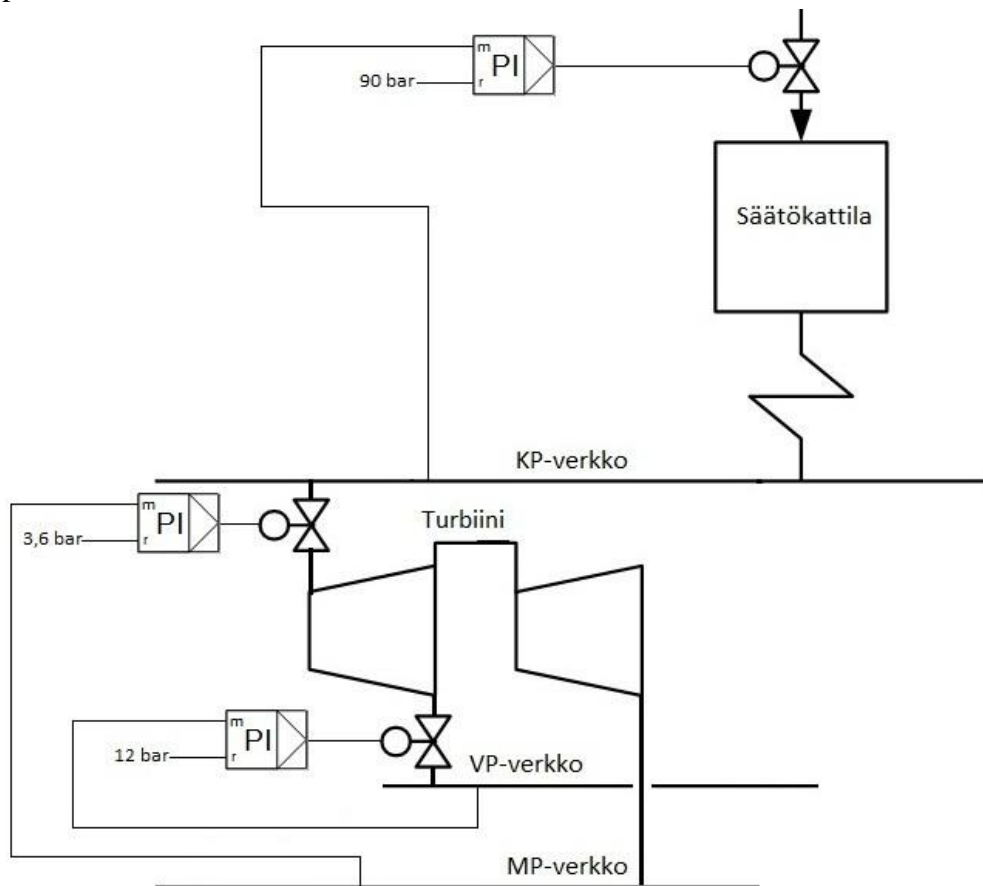 m
PI
r
90 bar
Säätökattila
KP-verkko
m
PI
r
3,6 bar
Turbiini
m
PI
r
12 bar
VP-verkko
MP-verkko